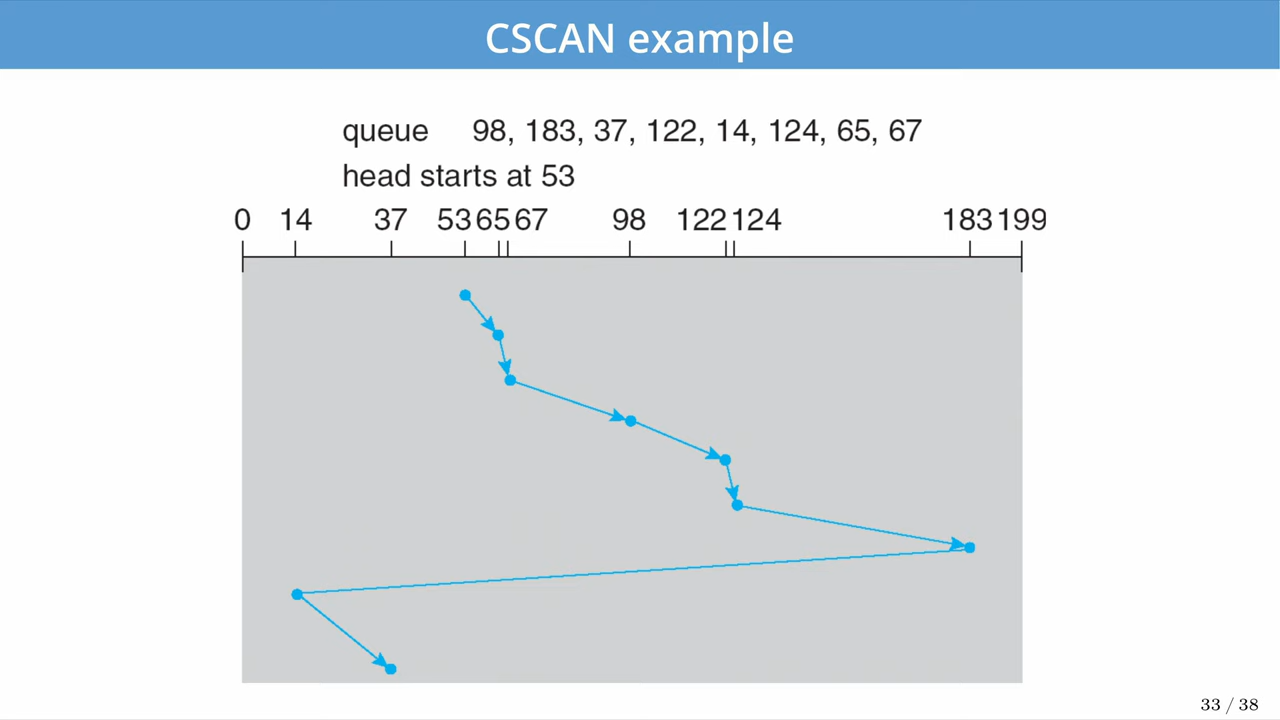 CSCAN example
queue 98, 183, 37, 122, 14, 124, 65, 67
head starts at 53
0 14 37 53 65 67 98 122 124 183 199
33 / 38